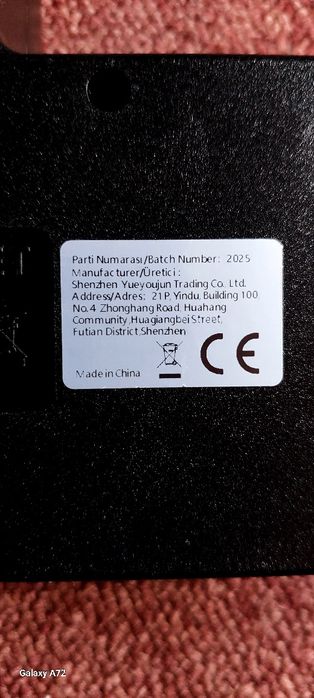 Parti Numarası/Batch Number: 2025
Manufacturer/Üretici:
Shenzhen Yueyoujun Trading Co. Ltd.
Address/Adres: 21 P, Yindu, Building 100,
No.4 Zhonghang Road, Huahang
Community,Huaqiangbei Street,
Futian District,Shenzhen
CE
Made in China
Galaxy A72